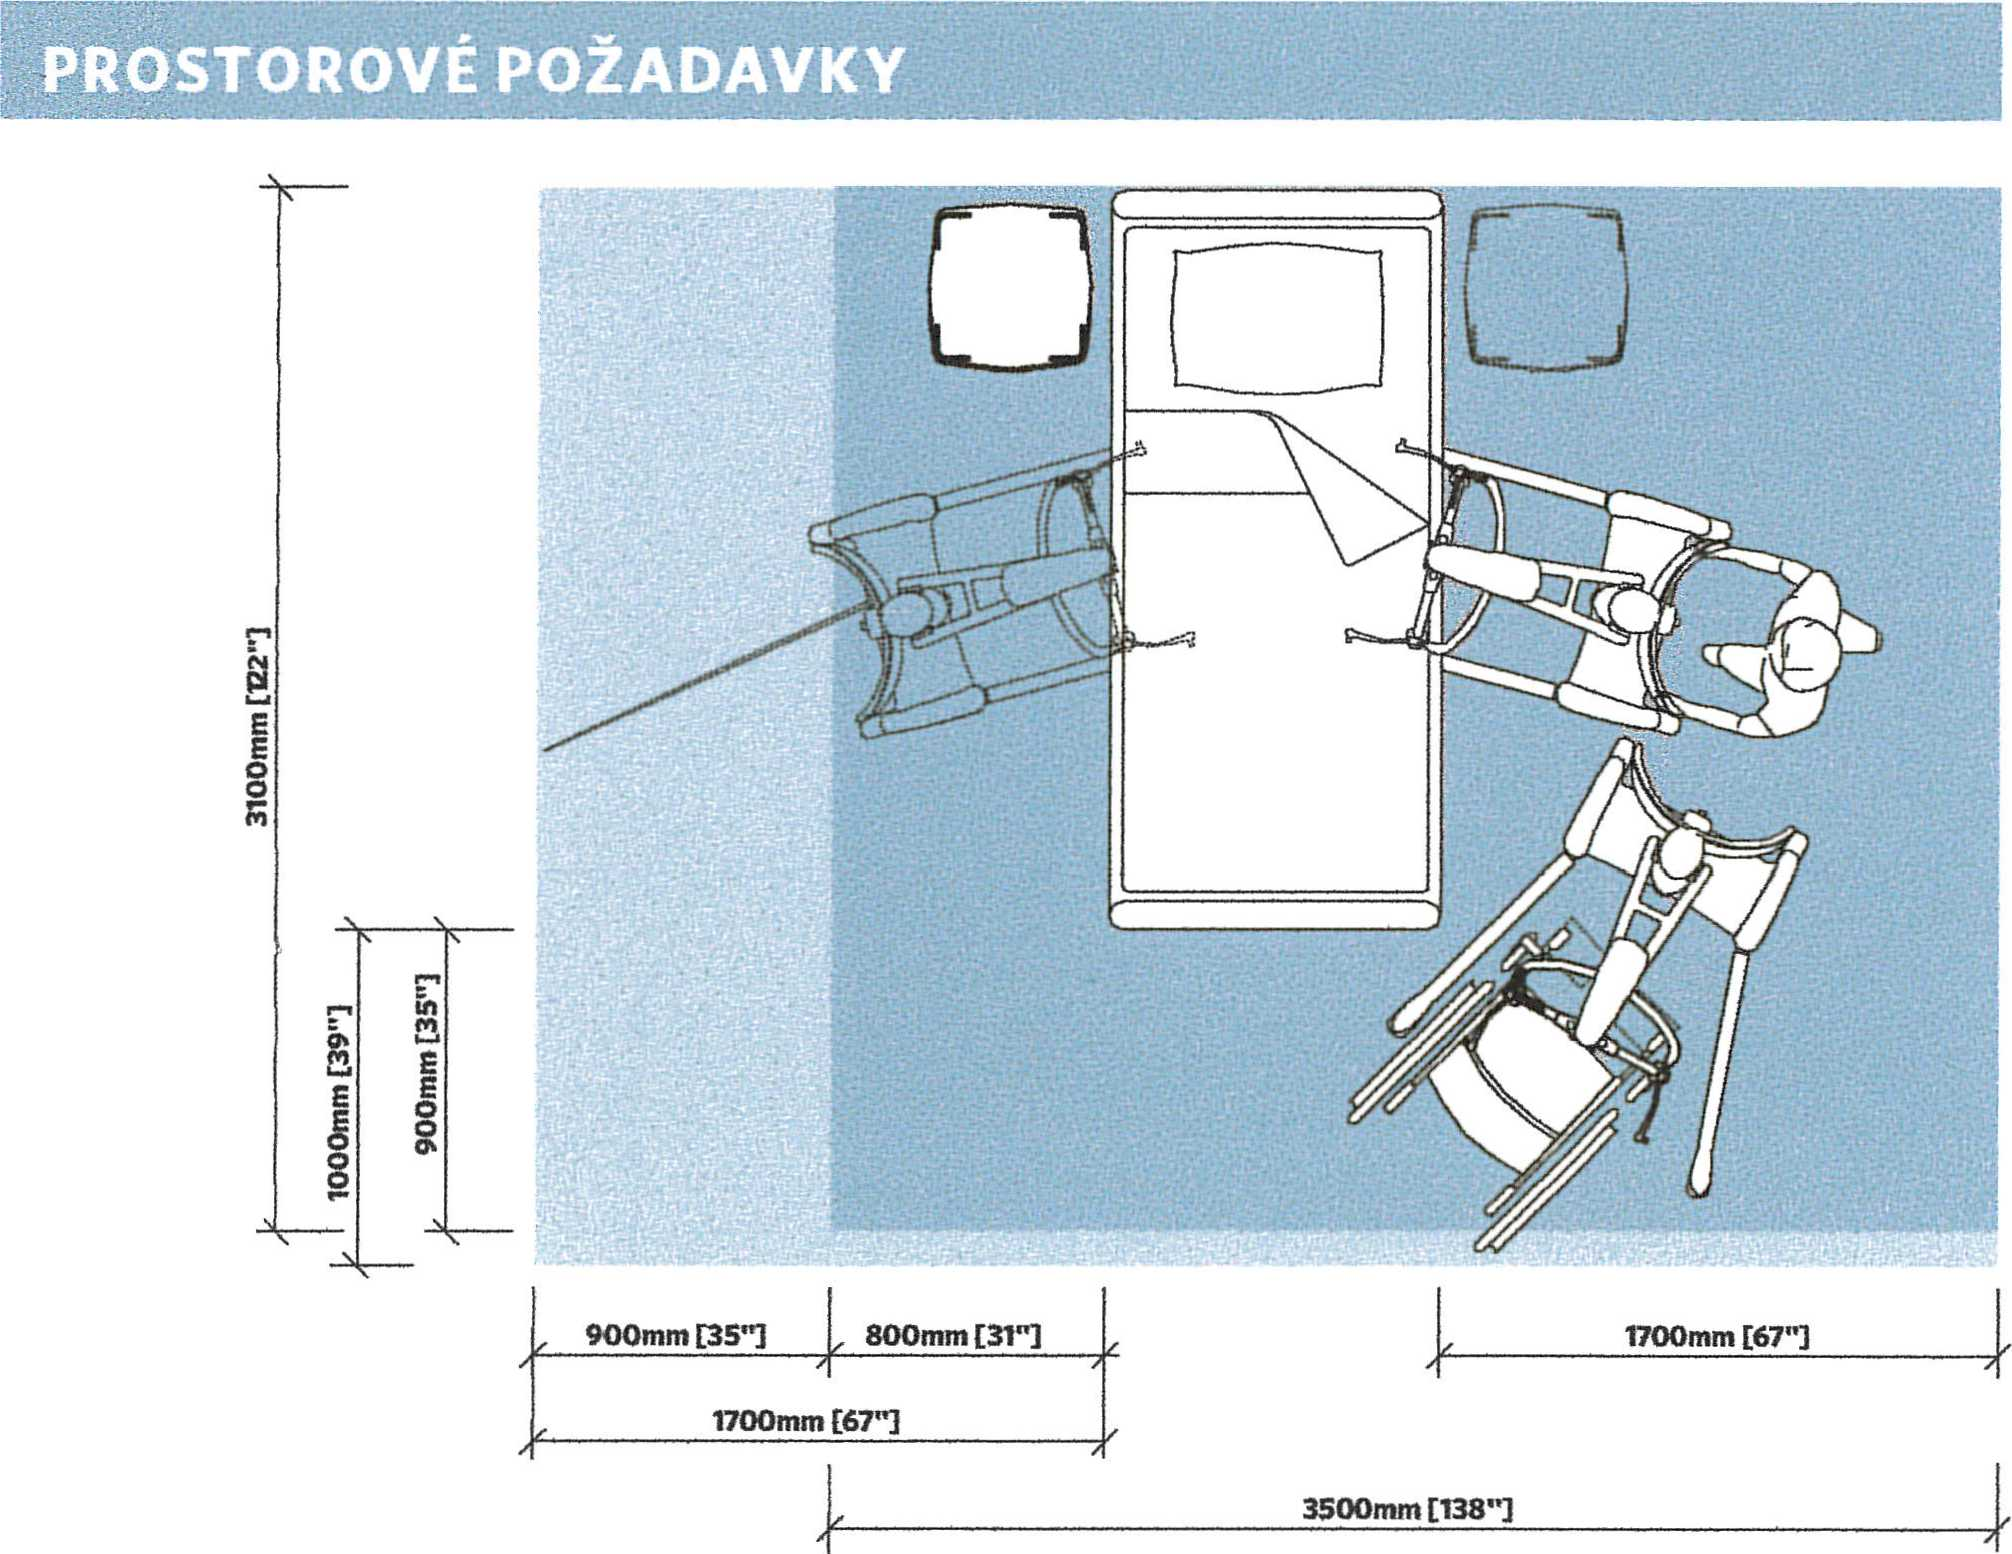 PROSTOROVÉ POŽADAVKY
3100mm [122"]
1000mm [39"]
900mm [35"]
900mm [35"]
800mm [31"]
1700mm [67"]
1700mm [67"]
3500mm [138"]